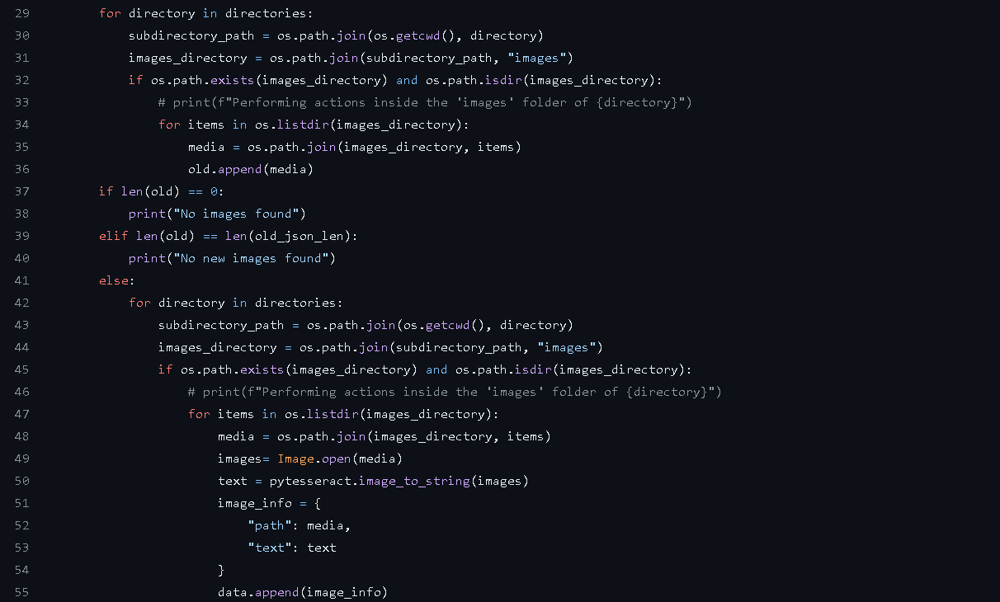 29 for directory in directories:
30 subdirectory_path = os.path.join(os.getcwd(), directory)
31 images_directory = os.path.join(subdirectory_path, "images")
32 if os.path.exists(images_directory) and os.path.isdir(images_directory):
33 # print(f"Performing actions inside the 'images' folder of {directory}")
34 for items in os.listdir(images_directory):
35 media = os.path.join(images_directory, items)
36 old.append(media)
37 if len(old) == 0:
38 print("No images found")
39 elif len(old) == len(old_json_len):
40 print("No new images found")
41 else:
42 for directory in directories:
43 subdirectory_path = os.path.join(os.getcwd(), directory)
44 images_directory = os.path.join(subdirectory_path, "images")
45 if os.path.exists(images_directory) and os.path.isdir(images_directory):
46 # print(f"Performing actions inside the 'images' folder of {directory}")
47 for items in os.listdir(images_directory):
48 media = os.path.join(images_directory, items)
49 images= Image.open(media)
50 text = pytesseract.image_to_string(images)
51 image_info = {
52 "path": media,
53 "text": text
54 }
55 data.append(image_info)